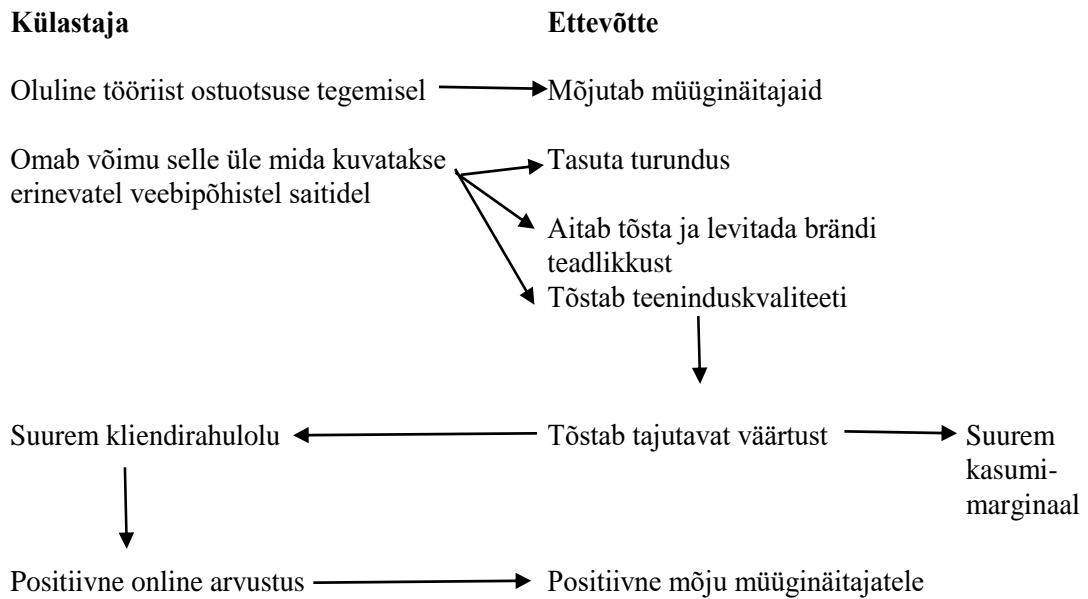 Külastaja
Ettevõtte
Oluline tööriist ostuotsuse tegemisel
Mõjutab müüginäitajaid
Omab võimu selle üle mida kuvatakse
erinevatel veebipõhistel saitidel
Tasuta turundus
Aitab tõsta ja levitada brändi
teadlikkust
Tõstab teeninduskvaliteeti
Suurem kliendirahulolu
Tõstab tajutavat väärtust
Suurem
kasumi-
marginaal
Positiivne online arvustus
Positiivne mõju müüginäitajatele